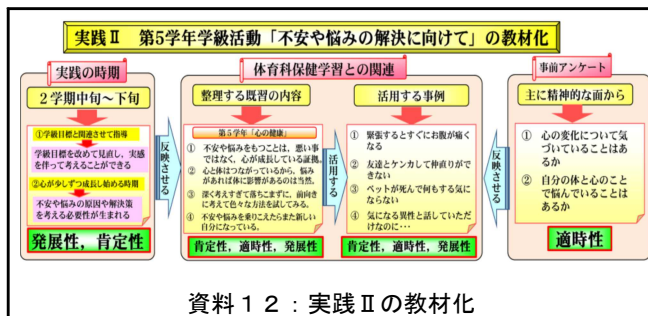 実践Ⅱ 第5学年学級活動「不安や悩みの解決に向けて」の教材化
実践の時期
2学期中旬~下旬
①学級目標と関連させて指導
学級目標を改めて見直し,実感
を伴って考えることができる
②心が少しずつ成長し始める時期
不安や悩みの原因や解決策
を考える必要性が生まれる
発展性,肯定性
反映させる
体育科保健学習との関連
整理する既習の内容
第5学年「心の健康」
① 不安や悩みをもつことは、悪い事
ではなく、心が成長している証拠。
② 心と体はつながっているから、悩み
があれば体に影響があるのは当然。
③ 深く考えすぎて落ちこまずに、前向き
に考えて色々な方法を試してみる。
④ 不安や悩みを乗りこえたらまた新しい
自分になっている。
肯定性,適時性,発展性
活用する
活用する事例
① 緊張するとすぐにお腹が痛く
なる
② 友達とケンカして仲直りができ
ない
③ ペットが死んで何もする気に
ならない
④ 気になる異性と話していただ
けなのに・・・
肯定性,適時性,発展性
反映させる
事前アンケート
主に精神的な面から
① 心の変化について気
づいていることは
あるか
② 自分の体と心のこと
で悩んでいることは
あるか
適時性
資料12:実践Ⅱの教材化